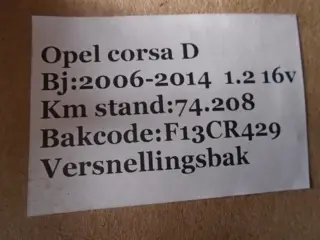 Opel corsa D
Bj:2006-2014 1.2 16v
Km stand:74.208
Bakcode:F13CR429
Versnellingsbak